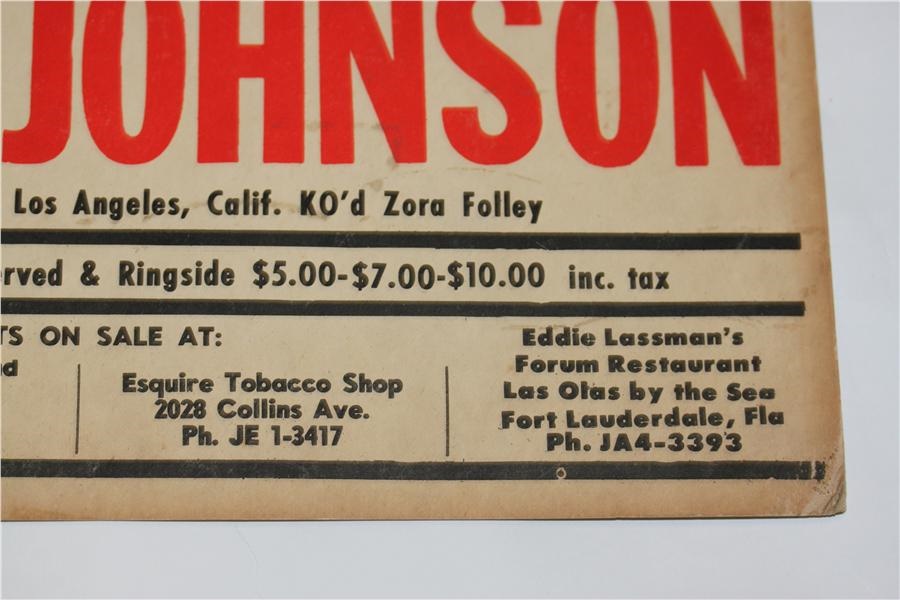 JOHNSON
Los Angeles, Calif. KO'd Zora Folley
rved & Ringside $5.00-$7.00-$10.00 inc. tax
TS ON SALE AT:
d
Esquire Tobacco Shop
2028 Collins Ave.
Ph. JE 1-3417
Eddie Lassman's
Forum Restaurant
Las Olas by the Sea
Fort Lauderdale, Fla
Ph. JA4-3393